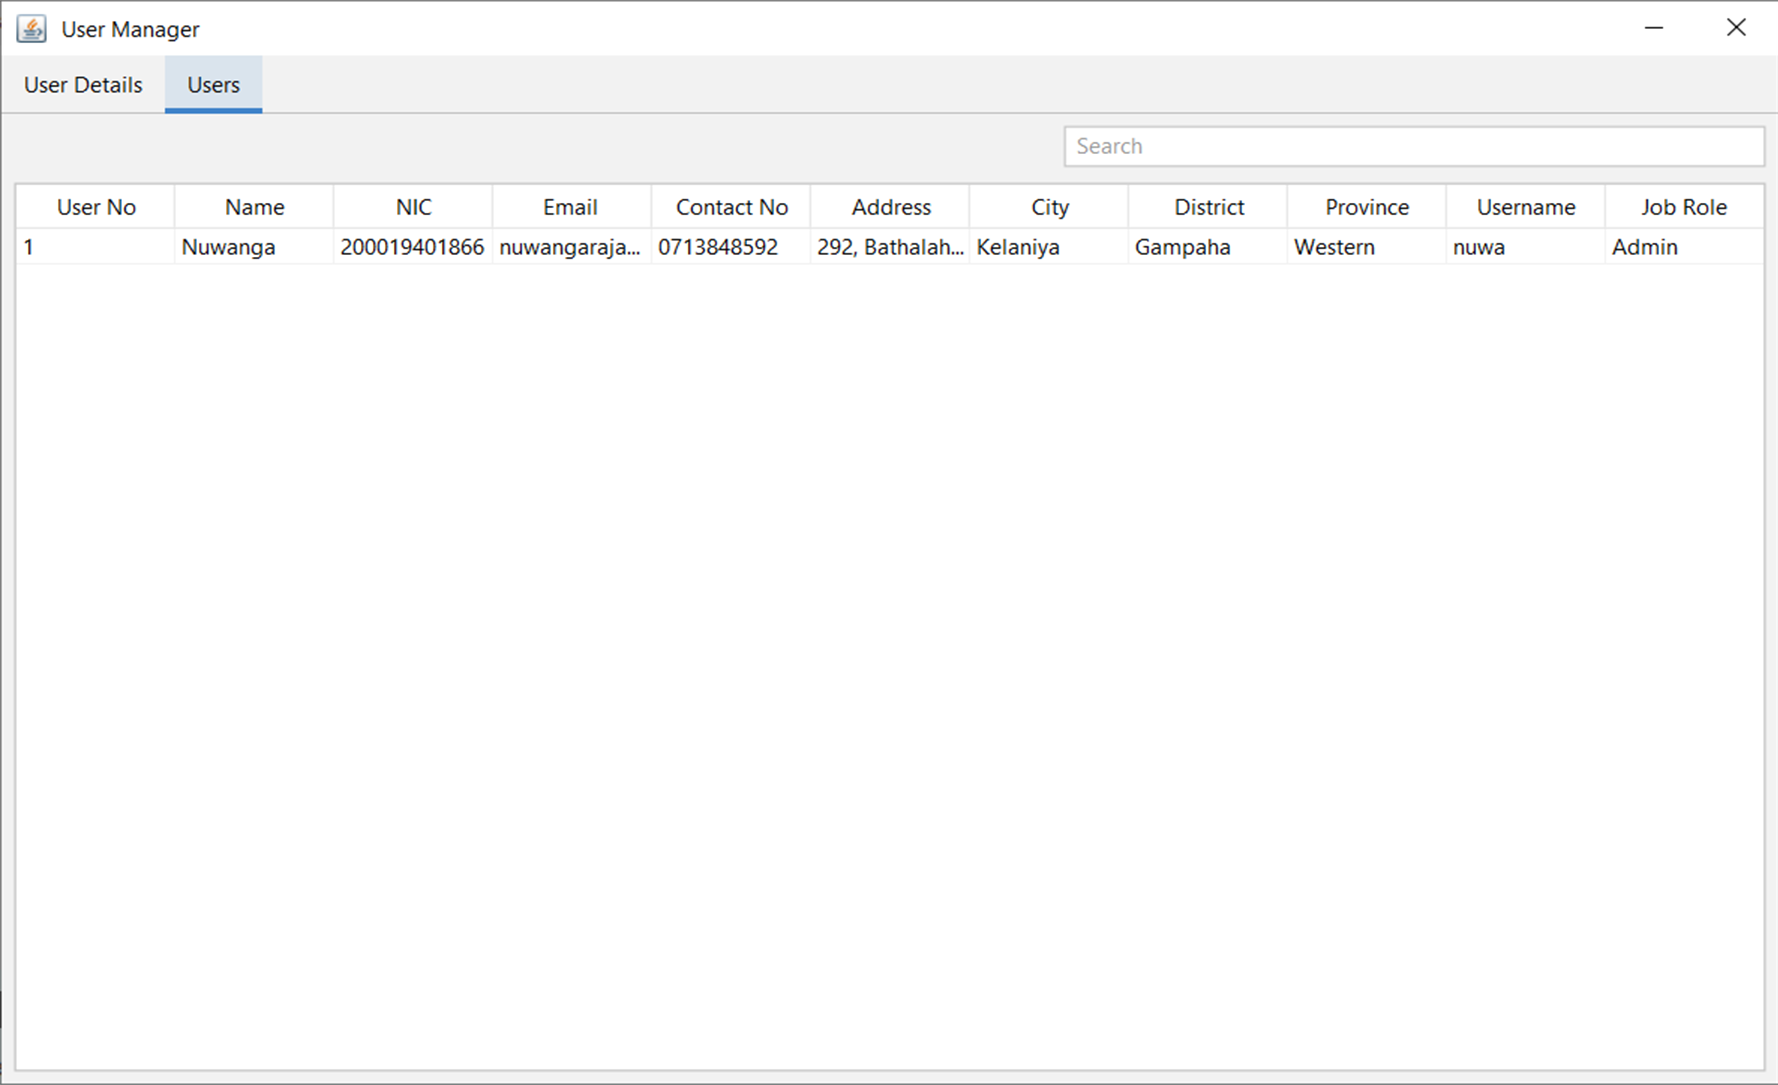 User Manager
User Details Users
Search
User No Name NIC Email Contact No Address City District Province Username Job Role
1 Nuwanga 200019401866 nuwangaraja... 0713848592 292, Bathalah... Kelaniya Gampaha Western nuwa Admin